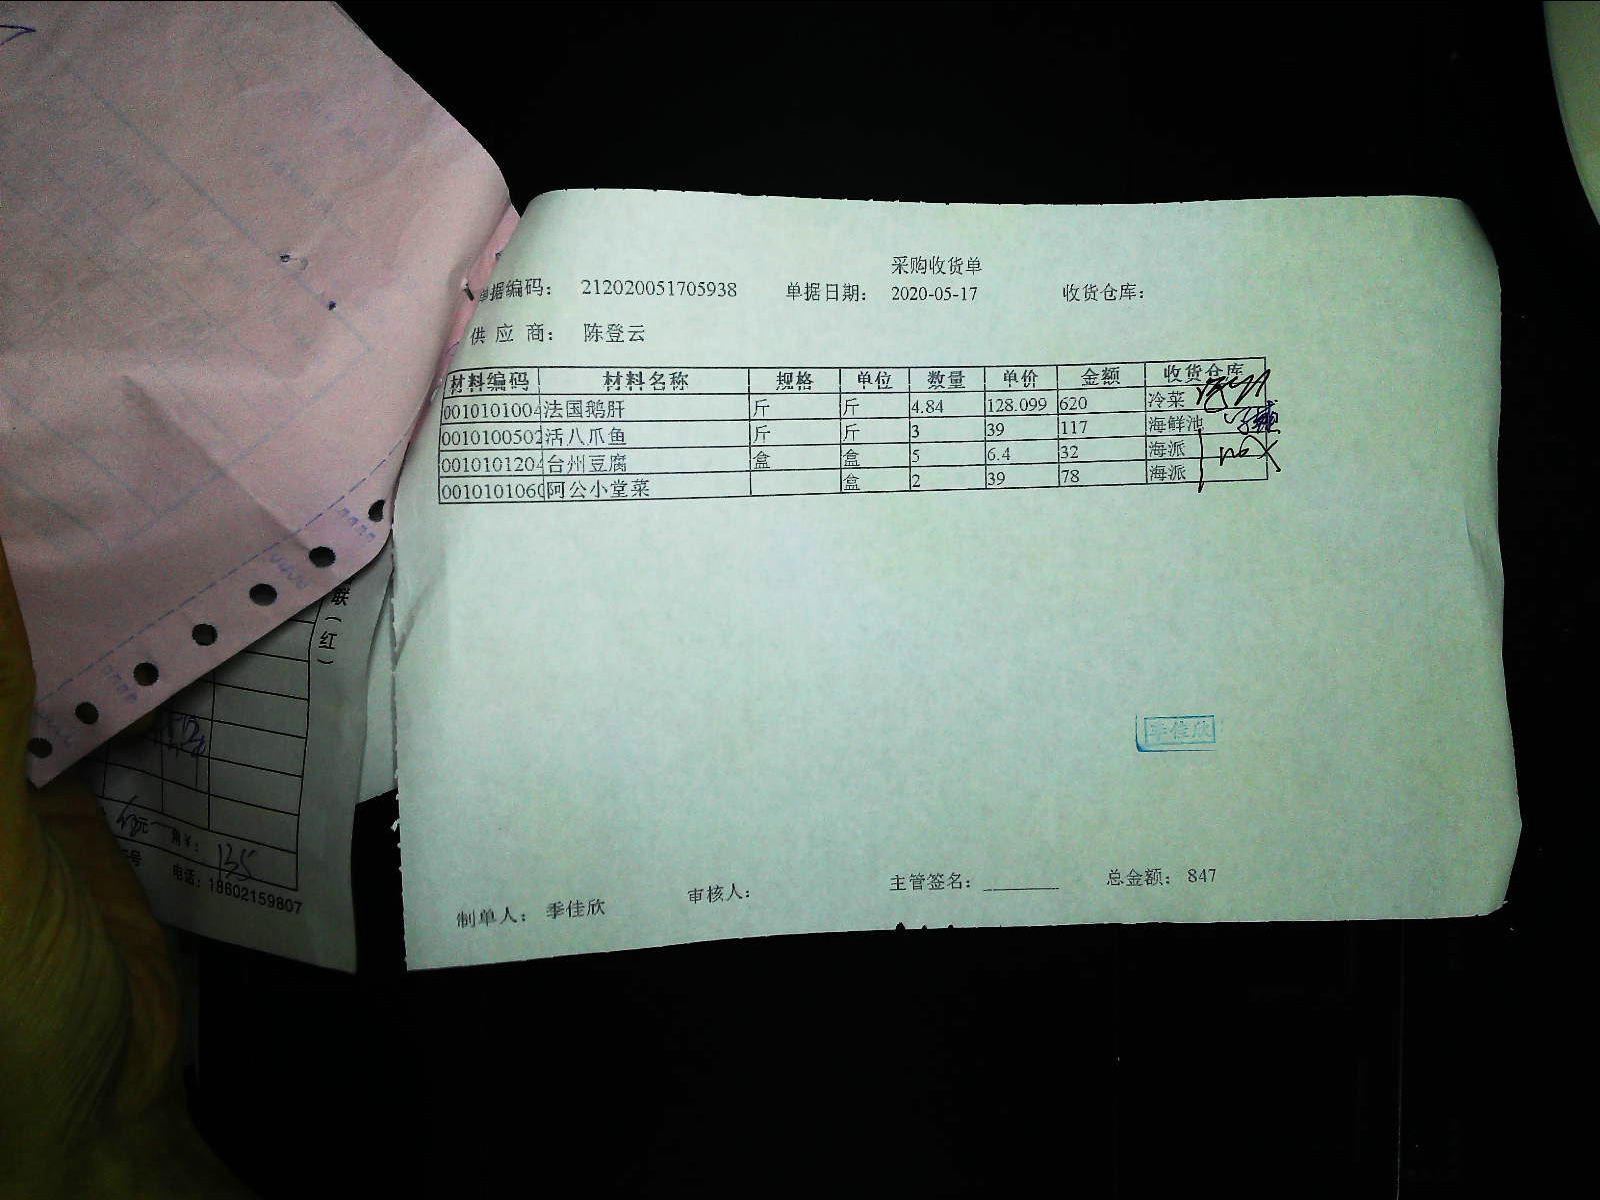 采购收货单
单据编码： 212020051705938 单据日期： 2020-05-17 收货仓库：
供 应 商： 陈登云
材料编码 材料名称 规格 单位 数量 单价 金额 收货仓库
0010101004 法国鹅肝 斤 斤 4.84 128.099 620 冷菜
0010100502 活八爪鱼 斤 斤 3 39 117 海鲜池
0010101204 台州豆腐 盒 盒 5 6.4 32 海派
0010101060 阿公小堂菜 盒 2 39 78 海派
季佳欣
制单人： 季佳欣 审核人： 主管签名： 总金额： 847
联（红）
135
电话：18602159807